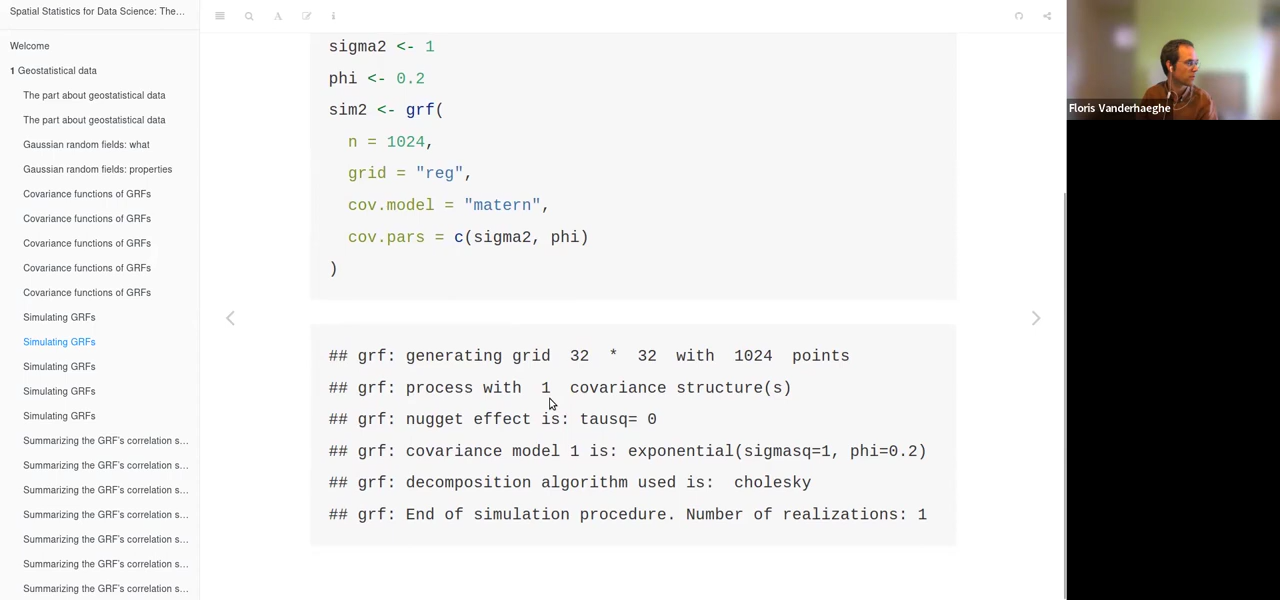 Spatial Statistics for Data Science: The...
Welcome
1 Geostatistical data
The part about geostatistical data
The part about geostatistical data
Gaussian random fields: what
Gaussian random fields: properties
Covariance functions of GRFs
Covariance functions of GRFs
Covariance functions of GRFs
Covariance functions of GRFs
Covariance functions of GRFs
Simulating GRFs
Simulating GRFs
Simulating GRFs
Simulating GRFs
Simulating GRFs
Summarizing the GRF's correlation s...
Summarizing the GRF's correlation s...
Summarizing the GRF's correlation s...
Summarizing the GRF's correlation s...
Summarizing the GRF's correlation s...
Summarizing the GRF's correlation s...
Summarizing the GRF's correlation s...
A
i
sigma2 <- 1
phi <- 0.2
sim2 <- grf(
  n = 1024,
  grid = "reg",
  cov.model = "matern",
  cov.pars = c(sigma2, phi)
)
## grf: generating grid  32  *  32  with  1024  points
## grf: process with  1  covariance structure(s)
## grf: nugget effect is: tausq= 0
## grf: covariance model 1 is: exponential(sigmasq=1, phi=0.2)
## grf: decomposition algorithm used is:  cholesky
## grf: End of simulation procedure. Number of realizations: 1
Floris Vanderhaeghe